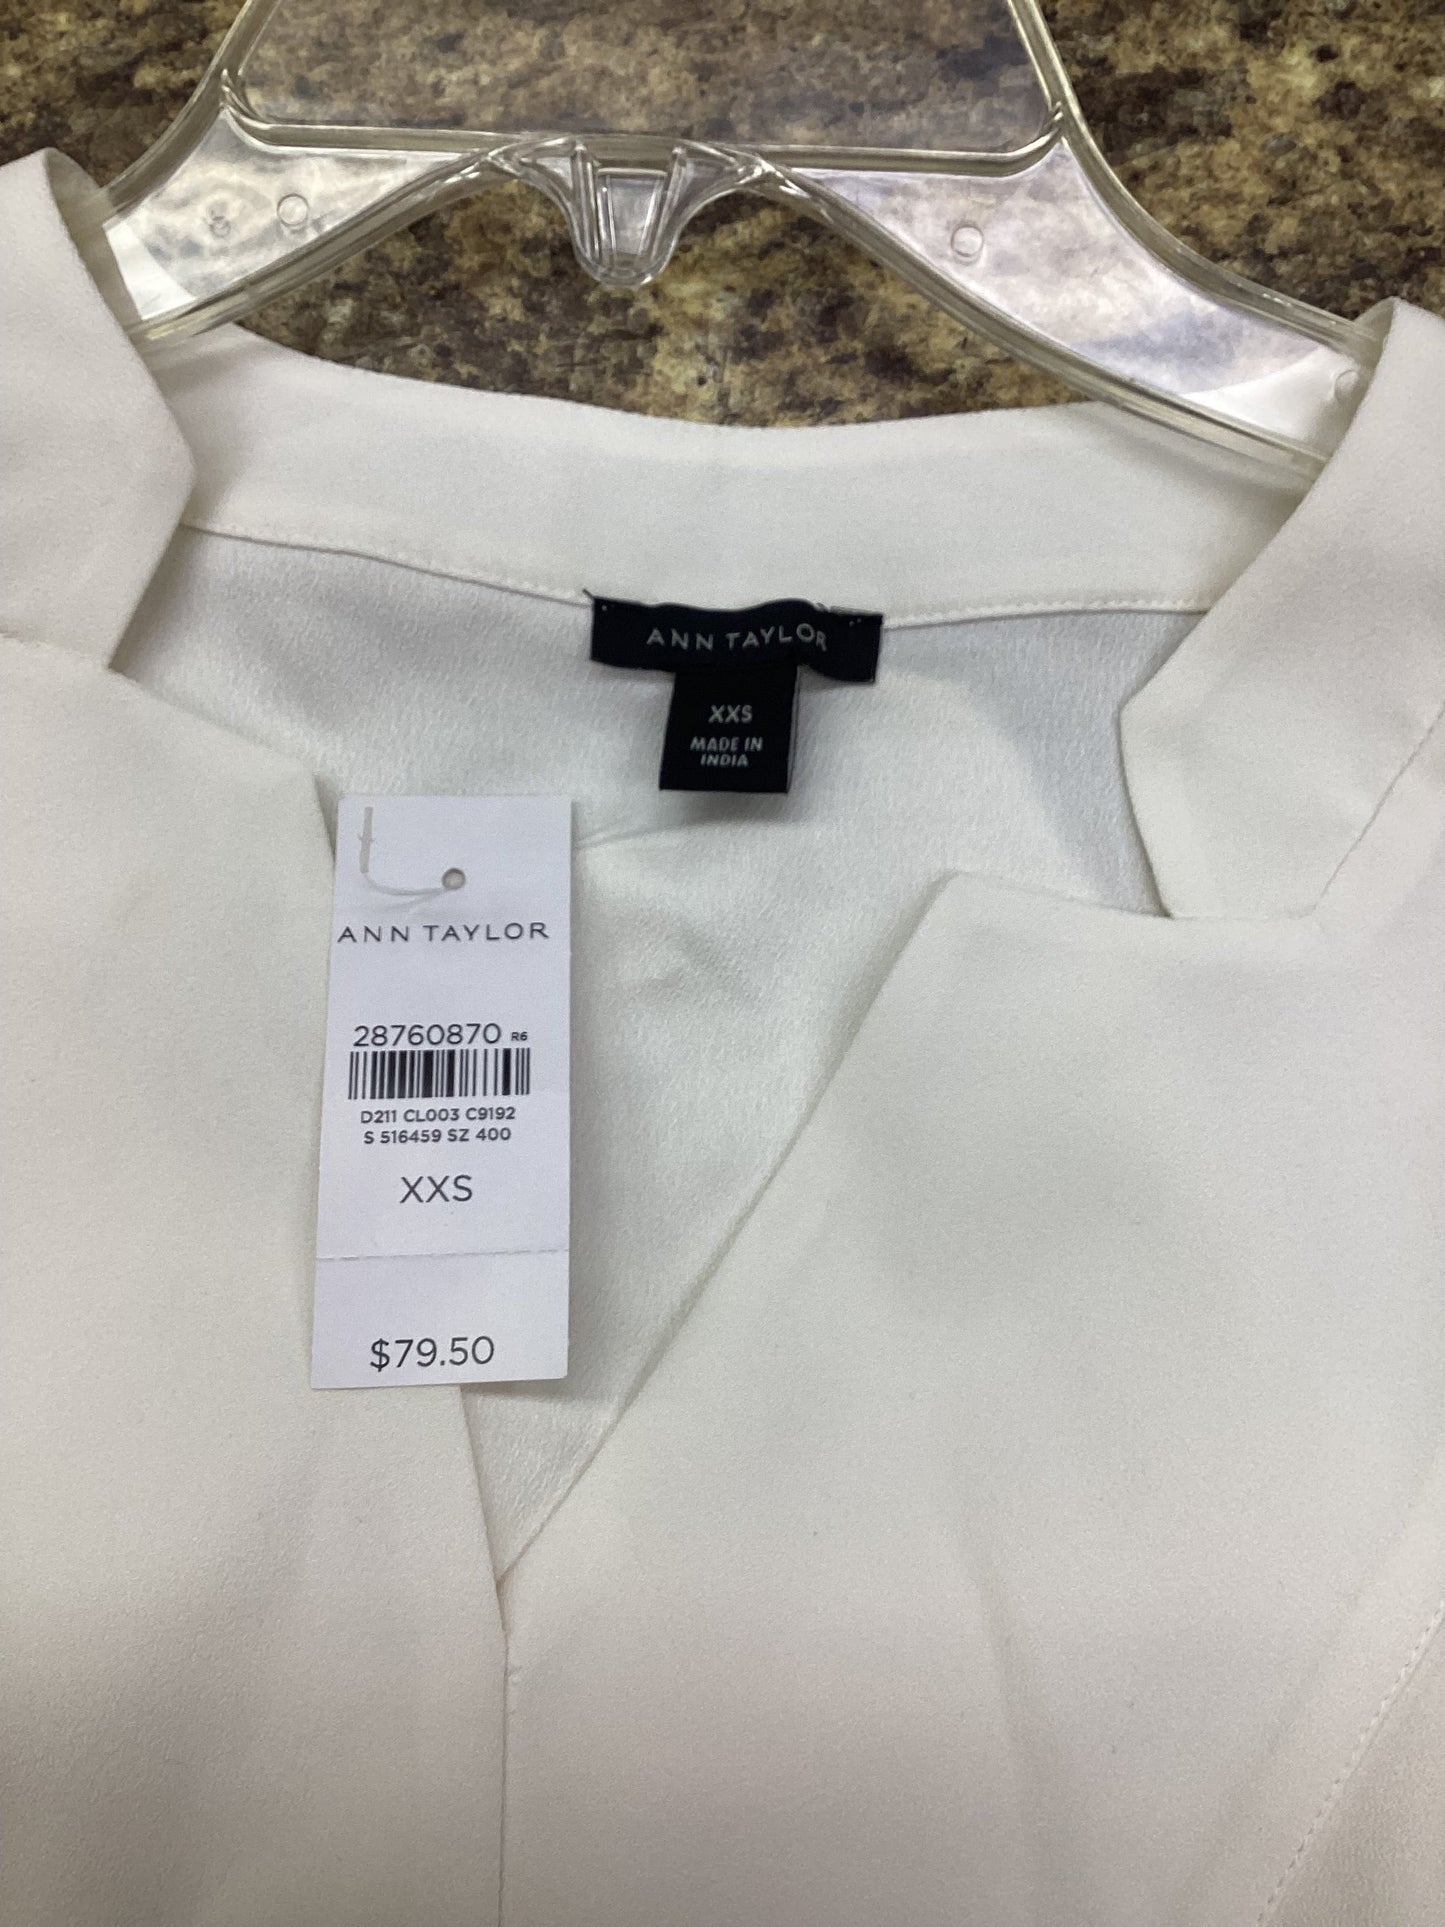 ANN TAYLOR
XXS
MADE IN
INDIA
ANN TAYLOR
28760870 R6
D211 CL003 C9192
S 516459 SZ 400
XXS
$79.50